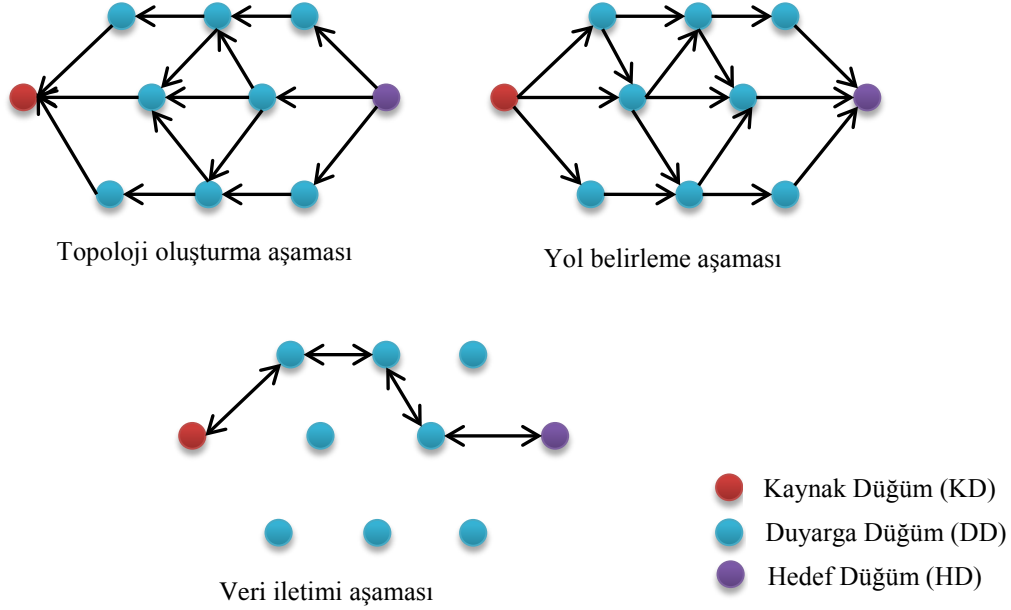 Topoloji oluşturma aşaması
Yol belirleme aşaması
Veri iletimi aşaması
Kaynak Düğüm (KD)
Duyarga Düğüm (DD)
Hedef Düğüm (HD)